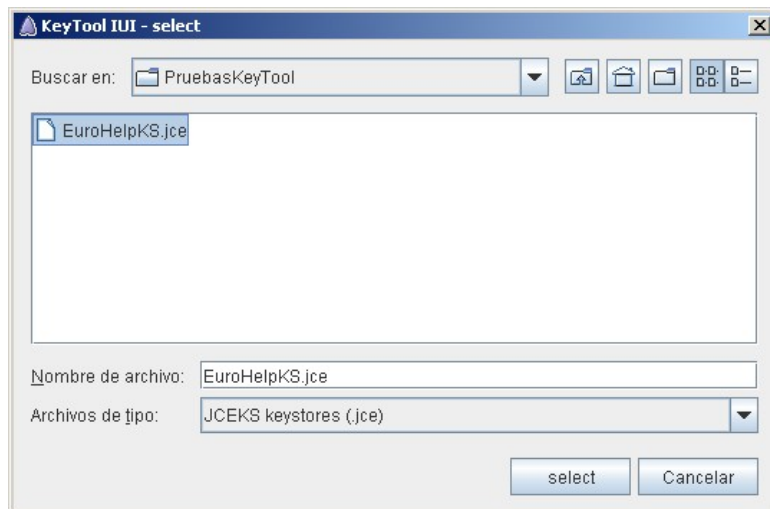 KeyTool IUI - select
Buscar en: PruebasKeyTool
EuroHelpKS.jce
Nombre de archivo: EuroHelpKS.jce
Archivos de tipo: JCEKS keystores (.jce)
select Cancelar